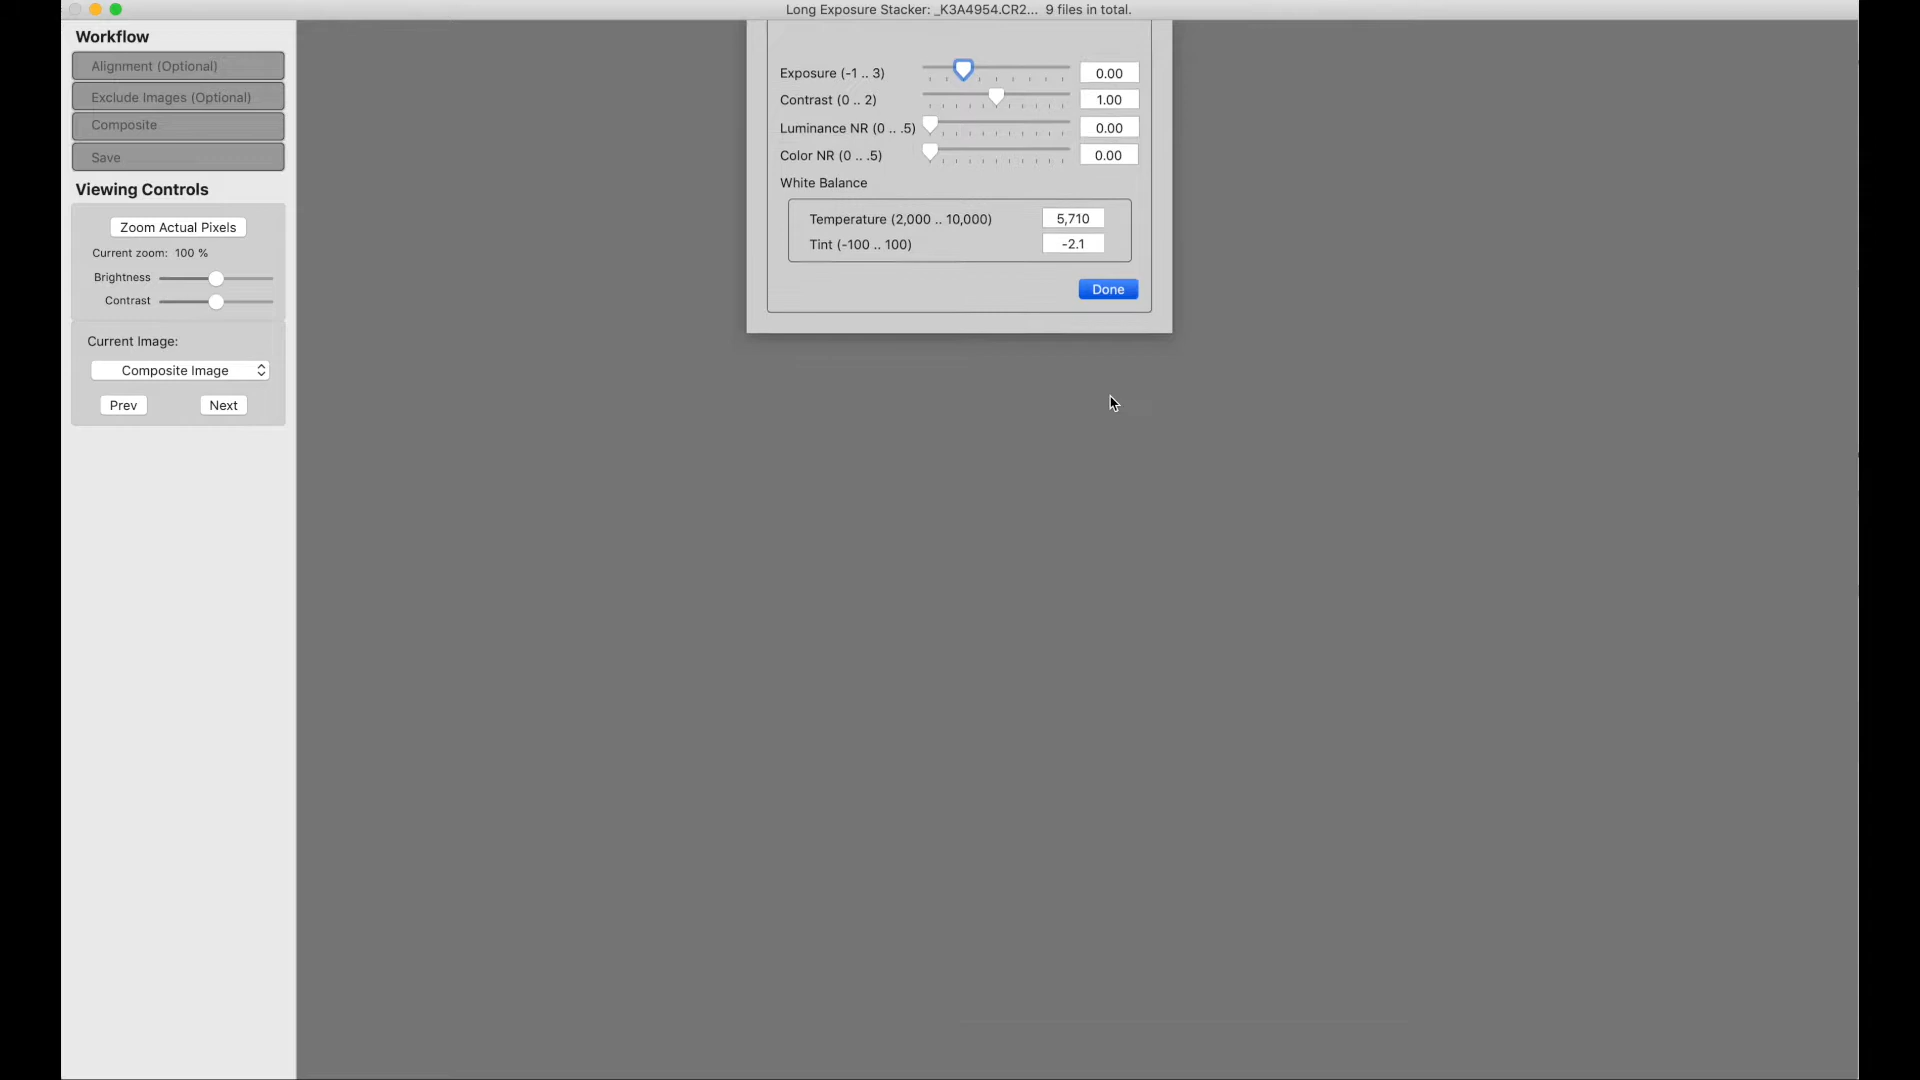 Long Exposure Stacker: _K3A4954.CR2... 9 files in total.
Workflow
Alignment (Optional)
Exclude Images (Optional)
Composite
Save
Viewing Controls
Zoom Actual Pixels
Current zoom: 100 %
Brightness
Contrast
Current Image:
Composite Image
Prev Next
Exposure (-1 .. 3) 0.00
Contrast (0 .. 2) 1.00
Luminance NR (0 .. .5) 0.00
Color NR (0 .. .5) 0.00
White Balance
Temperature (2,000 .. 10,000) 5,710
Tint (-100 .. 100) -2.1
Done